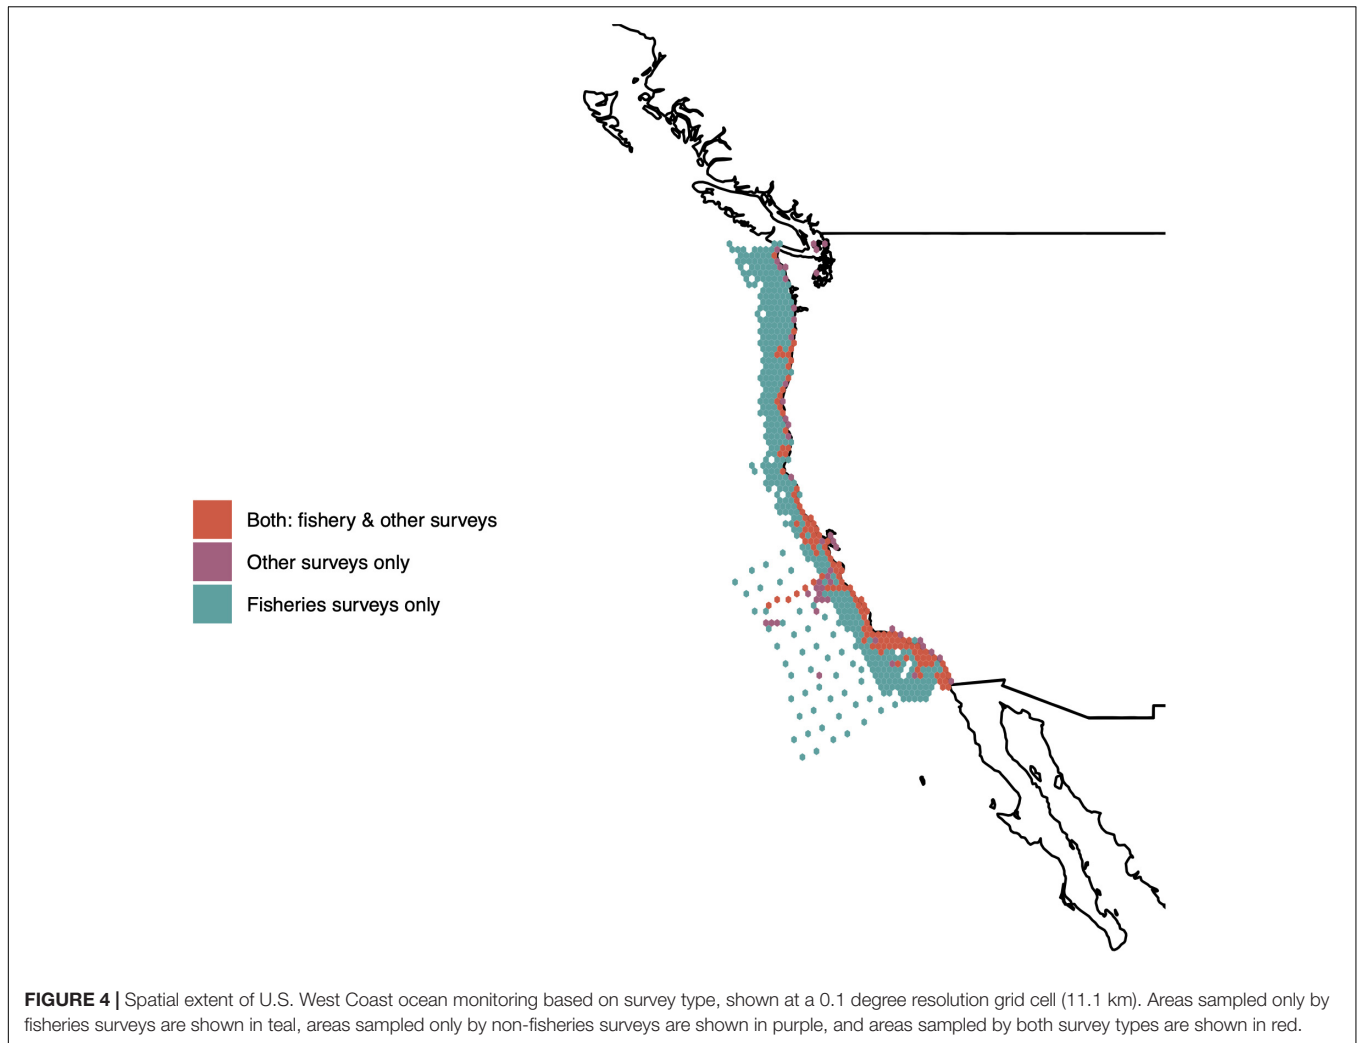 Both: fishery & other surveys
Other surveys only
Fisheries surveys only
FIGURE 4 | Spatial extent of U.S. West Coast ocean monitoring based on survey type, shown at a 0.1 degree resolution grid cell (11.1 km). Areas sampled only by
fisheries surveys are shown in teal, areas sampled only by non-fisheries surveys are shown in purple, and areas sampled by both survey types are shown in red.